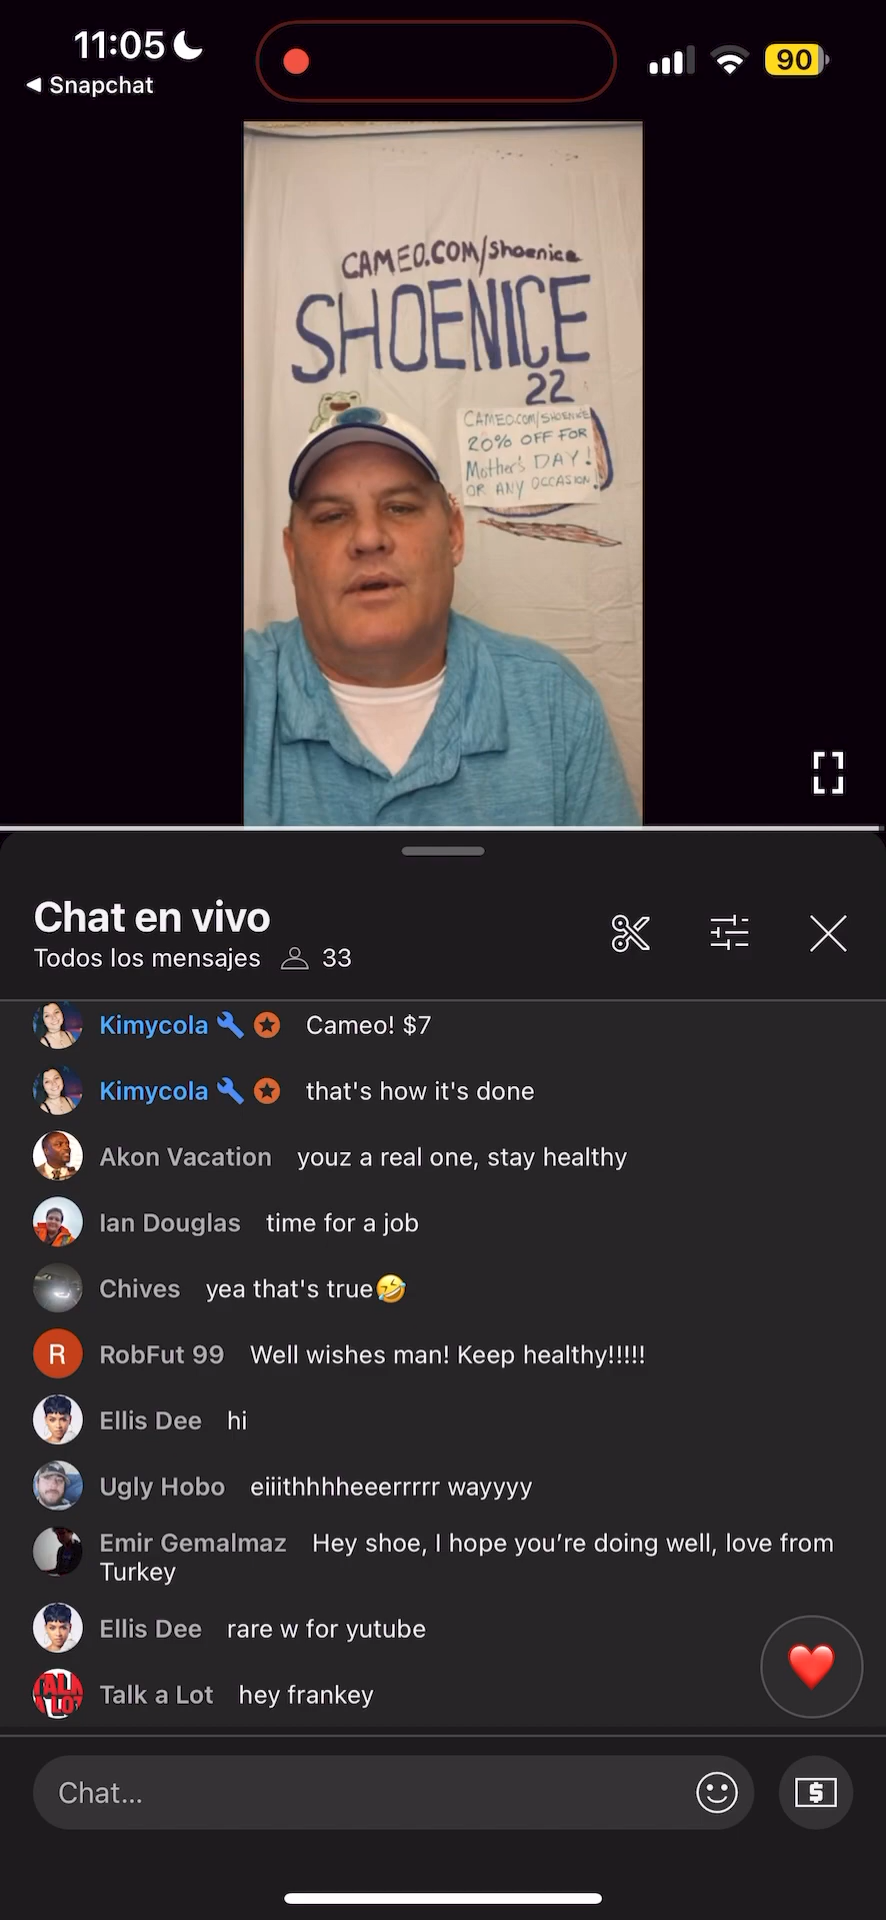 11:05
90
Snapchat
CAMEO.COM/shoenice
SHOENICE
22
CAMEO.COM/SHOENICE
20% OFF FOR
Mother's DAY!
OR ANY OCCASION!
Chat en vivo
Todos los mensajes 33
Kimycola Cameo! $7
Kimycola that's how it's done
Akon Vacation youz a real one, stay healthy
Ian Douglas time for a job
Chives yea that's true🤣
R RobFut 99 Well wishes man! Keep healthy!!!!!
Ellis Dee hi
Ugly Hobo eiiithhhheeerrrrr wayyyy
Emir Gemalmaz Hey shoe, I hope you’re doing well, love from
Turkey
Ellis Dee rare w for yutube
TALK A LOT Talk a Lot hey frankey
Chat...
$